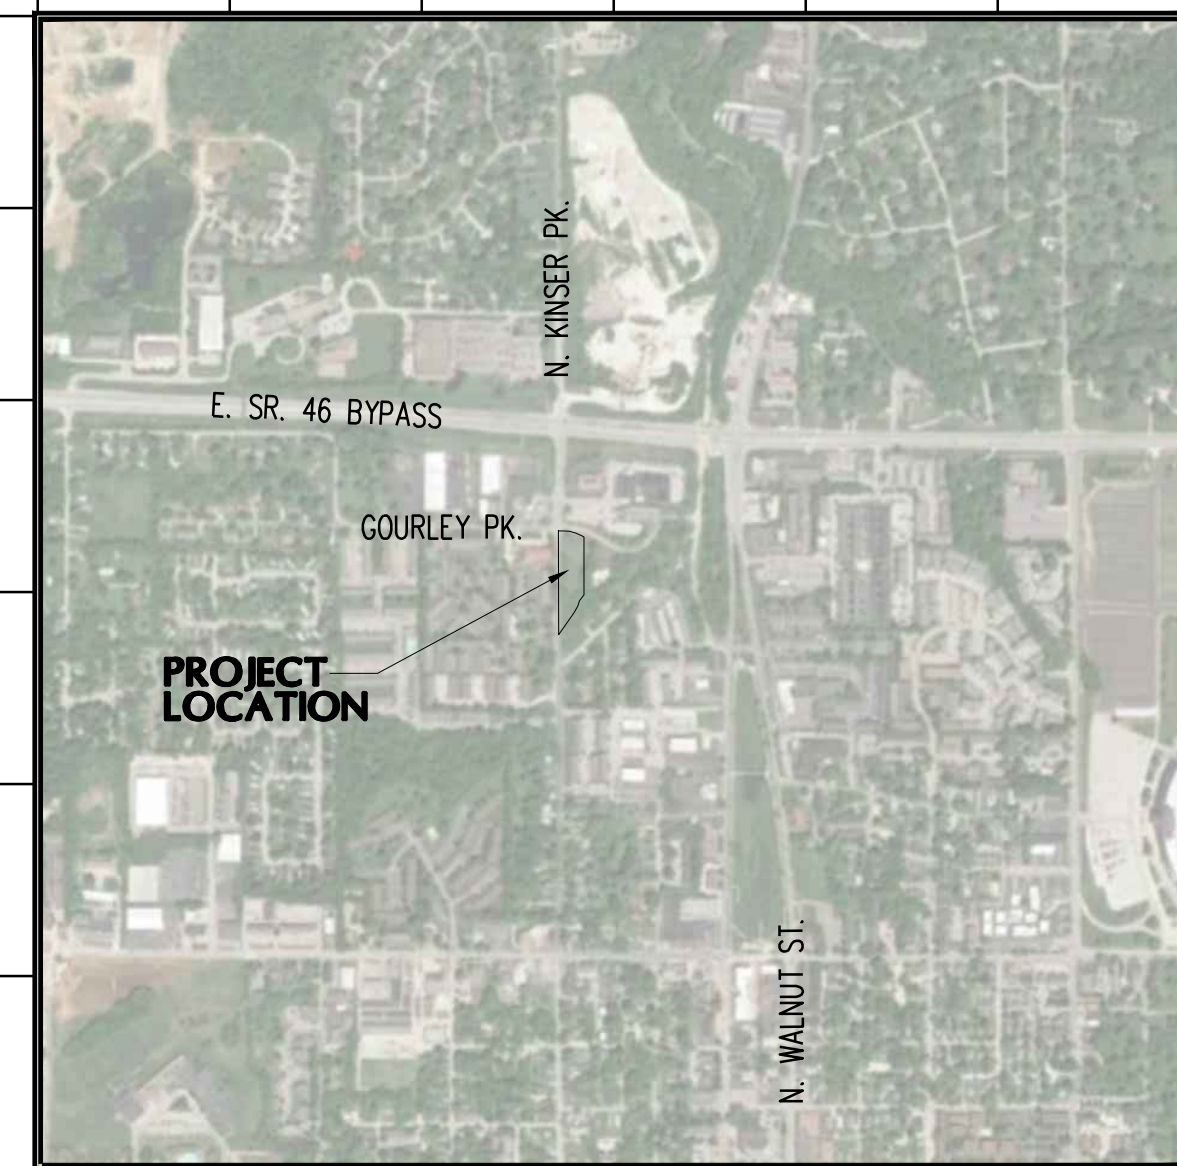 N. KINSER PK.
E. SR. 46 BYPASS
GOURLEY PK.
PROJECT
LOCATION
N. WALNUT ST.